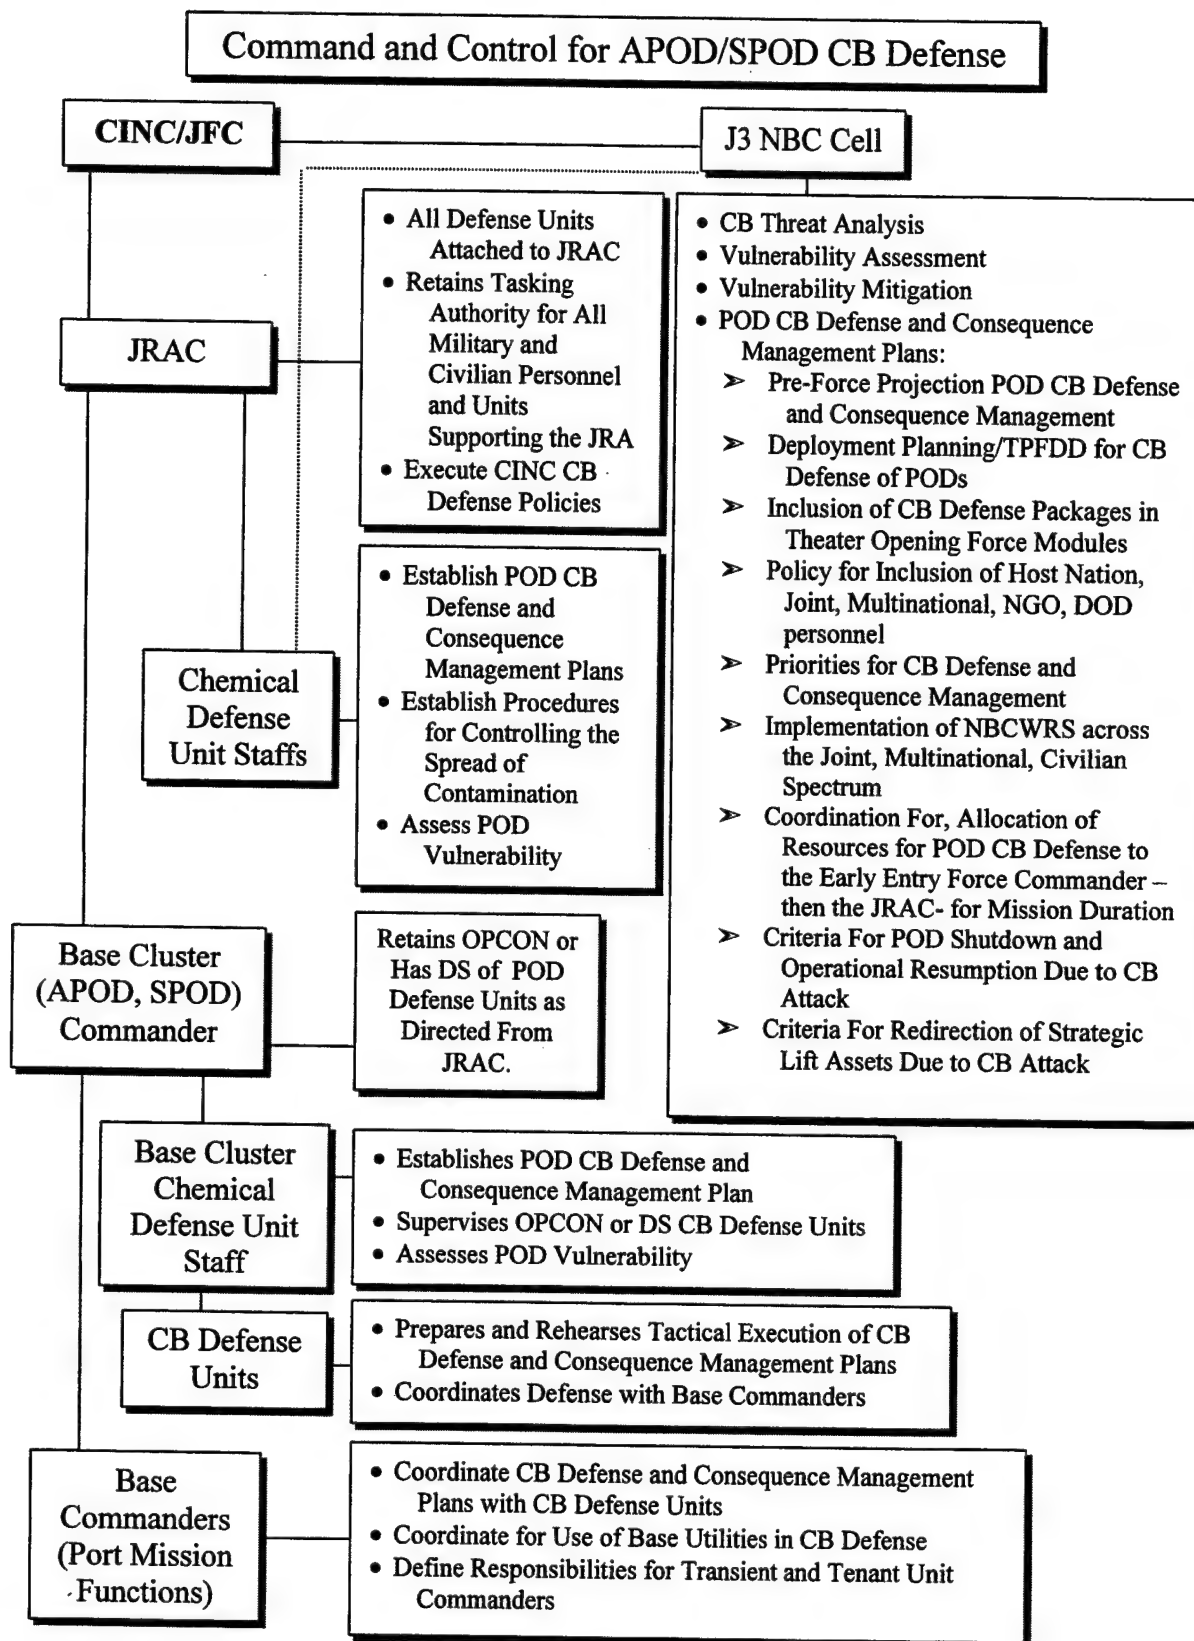 Command and Control for APOD/SPOD CB Defense
CINC/JFC
J3 NBC Cell
JRAC
• All Defense Units
Attached to JRAC
• Retains Tasking
Authority for All
Military and
Civilian Personnel
and Units
Supporting the JRA
• Execute CINC CB
Defense Policies
• CB Threat Analysis
• Vulnerability Assessment
• Vulnerability Mitigation
• POD CB Defense and Consequence
Management Plans:
➢ Pre-Force Projection POD CB Defense
and Consequence Management
➢ Deployment Planning/TPFDD for CB
Defense of PODs
➢ Inclusion of CB Defense Packages in
Theater Opening Force Modules
➢ Policy for Inclusion of Host Nation,
Joint, Multinational, NGO, DOD
personnel
➢ Priorities for CB Defense and
Consequence Management
➢ Implementation of NBCWRS across
the Joint, Multinational, Civilian
Spectrum
➢ Coordination For, Allocation of
Resources for POD CB Defense to
the Early Entry Force Commander –
then the JRAC- for Mission Duration
➢ Criteria For POD Shutdown and
Operational Resumption Due to CB
Attack
➢ Criteria For Redirection of Strategic
Lift Assets Due to CB Attack
Chemical
Defense
Unit Staffs
• Establish POD CB
Defense and
Consequence
Management Plans
• Establish Procedures
for Controlling the
Spread of
Contamination
• Assess POD
Vulnerability
Base Cluster
(APOD, SPOD)
Commander
Retains OPCON or
Has DS of POD
Defense Units as
Directed From
JRAC.
Base Cluster
Chemical
Defense Unit
Staff
• Establishes POD CB Defense and
Consequence Management Plan
• Supervises OPCON or DS CB Defense Units
• Assesses POD Vulnerability
CB Defense
Units
• Prepares and Rehearses Tactical Execution of CB
Defense and Consequence Management Plans
• Coordinates Defense with Base Commanders
Base
Commanders
(Port Mission
Functions)
• Coordinate CB Defense and Consequence Management
Plans with CB Defense Units
• Coordinate for Use of Base Utilities in CB Defense
• Define Responsibilities for Transient and Tenant Unit
Commanders